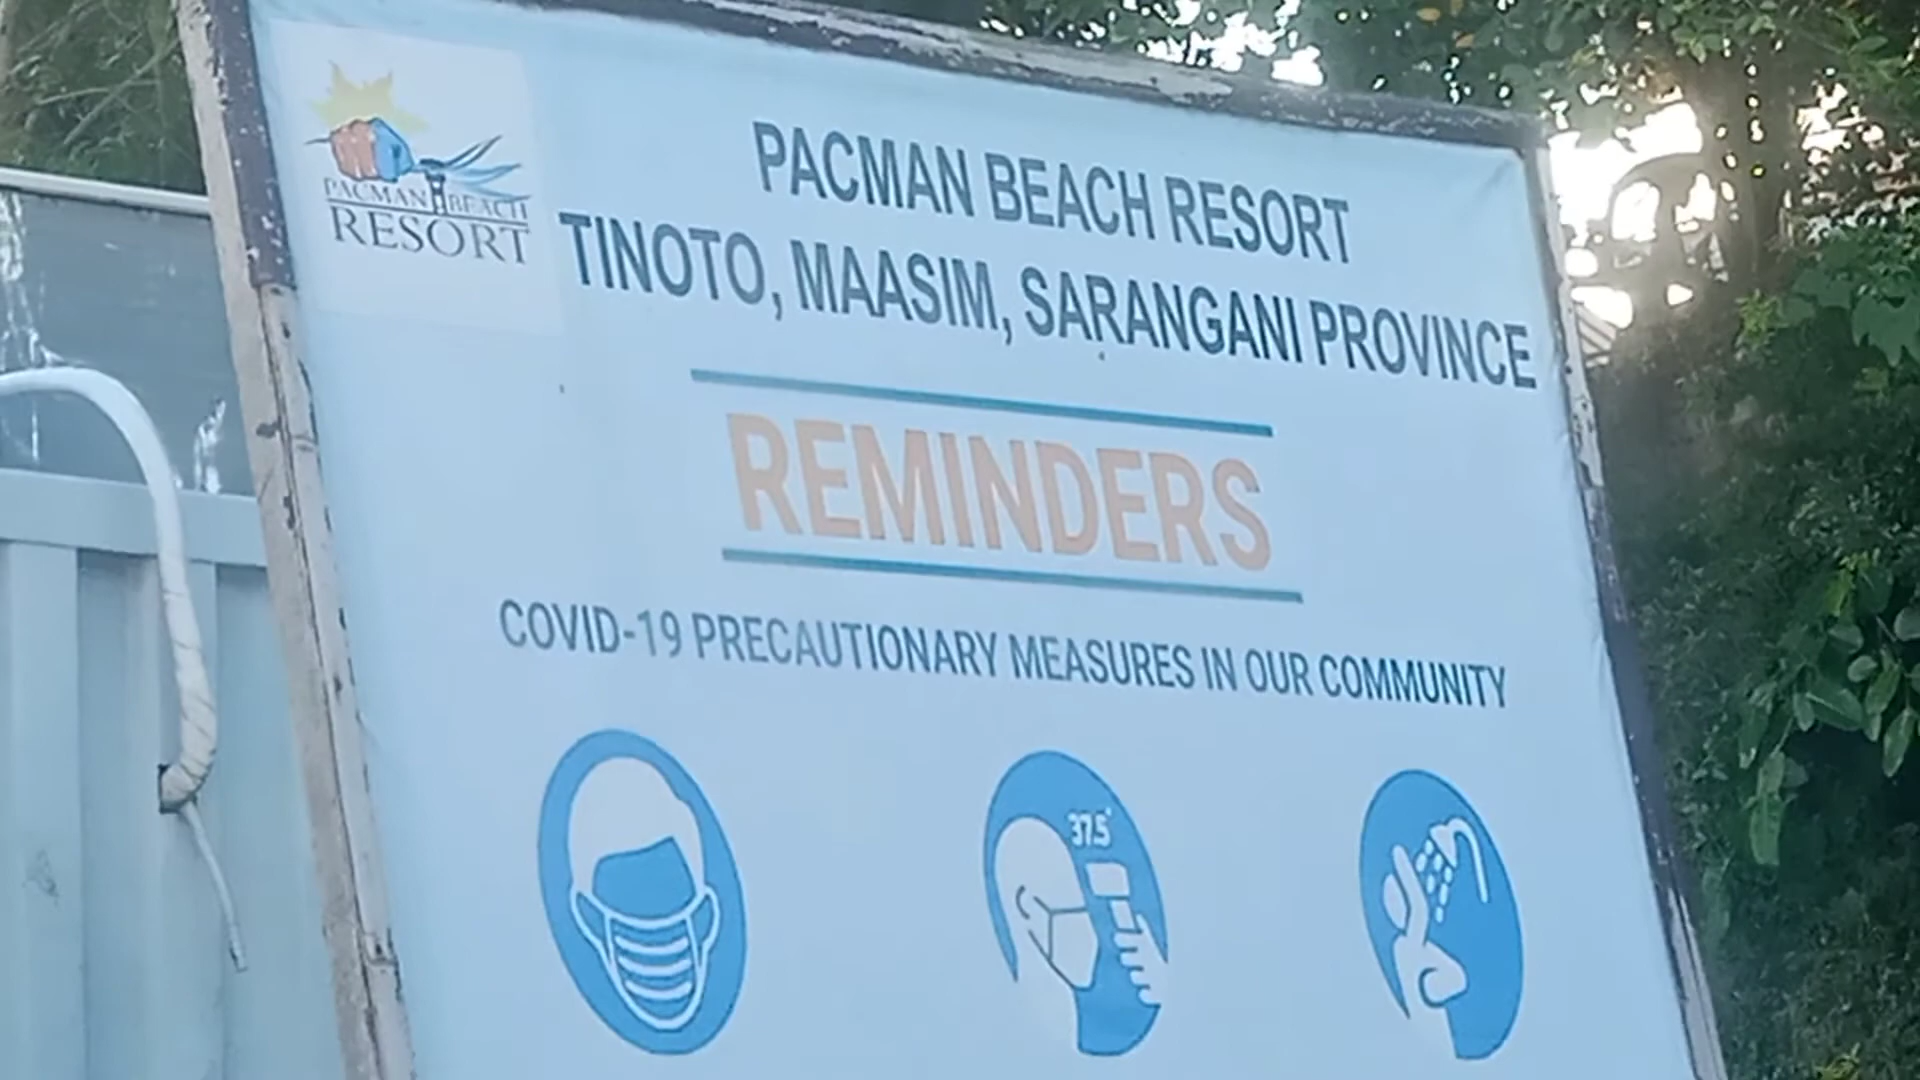 PACMAN BEACH
RESORT
PACMAN BEACH RESORT
TINOTO, MAASIM, SARANGANI PROVINCE
REMINDERS
COVID-19 PRECAUTIONARY MEASURES IN OUR COMMUNITY
37.5°